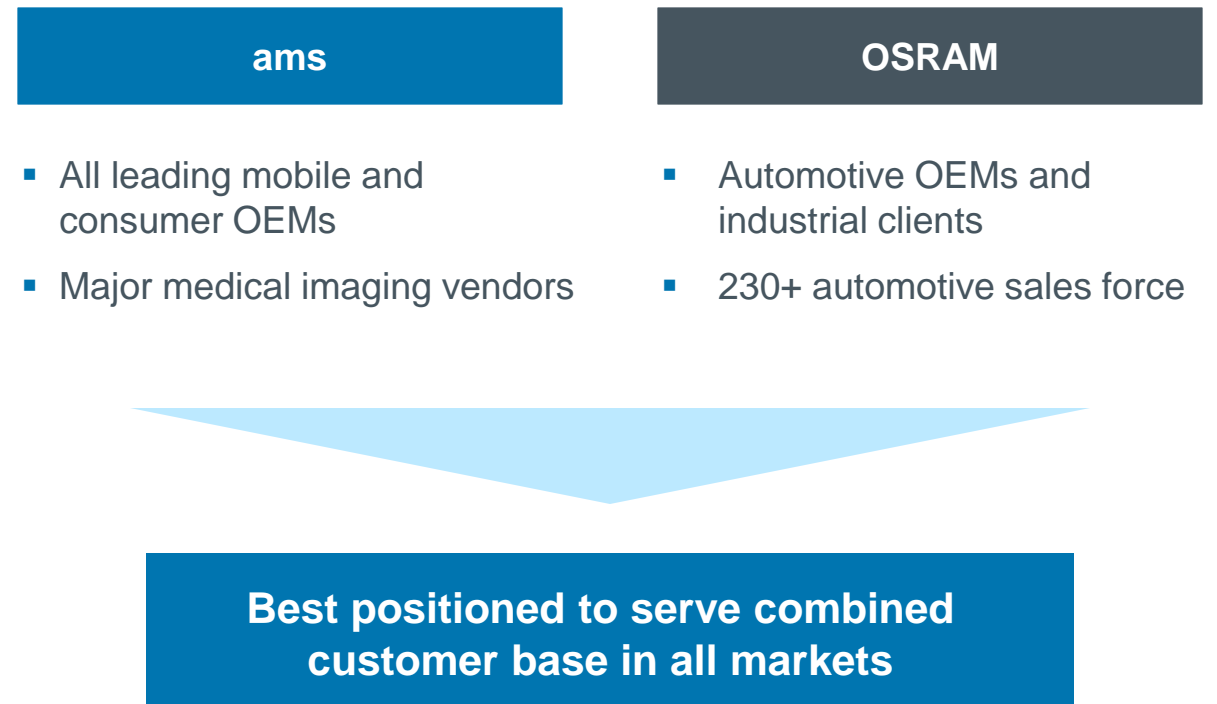 ams
OSRAM
▪ All leading mobile and
consumer OEMs
▪ Major medical imaging vendors
▪ Automotive OEMs and
industrial clients
▪ 230+ automotive sales force
Best positioned to serve combined
customer base in all markets